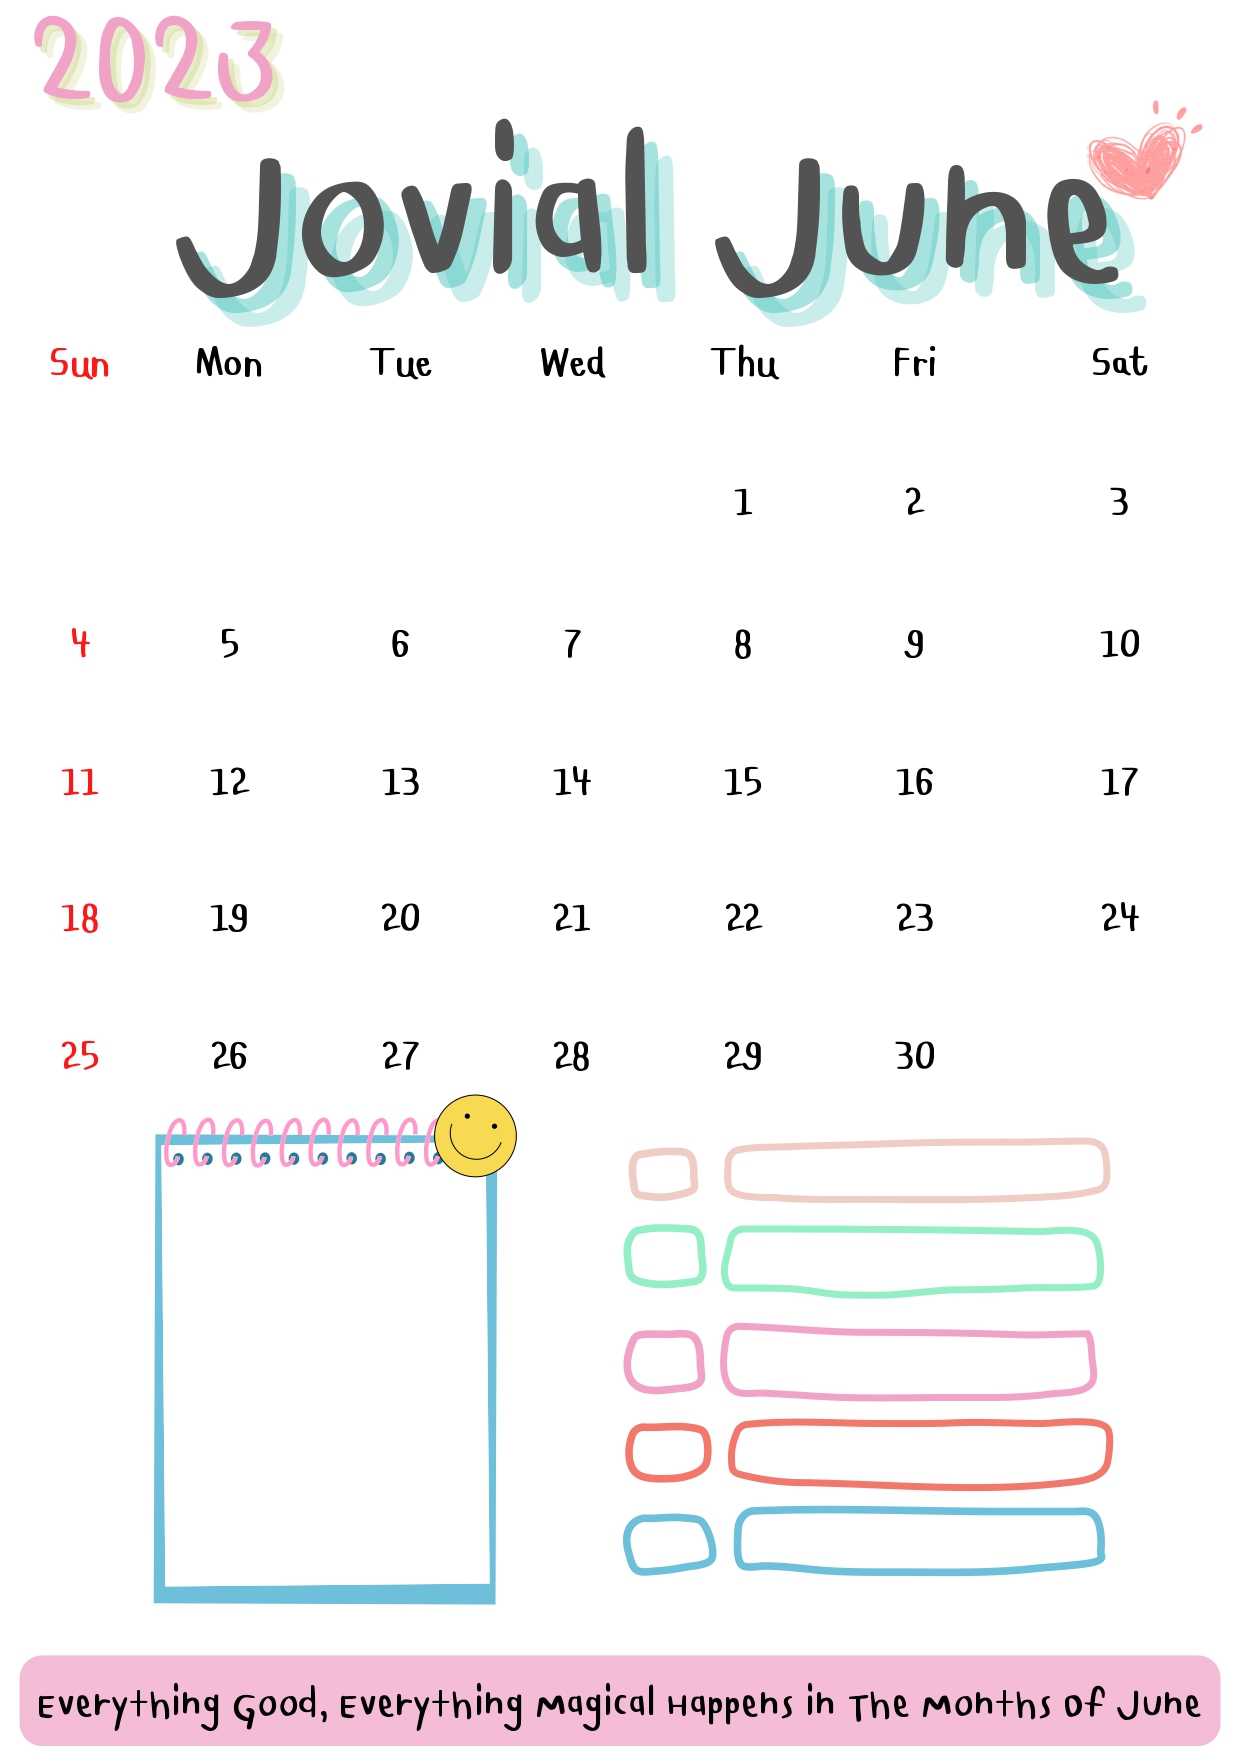 2023
Jovial June
Sun Mon Tue Wed Thu Fri Sat
1 2 3
4 5 6 7 8 9 10
11 12 13 14 15 16 17
18 19 20 21 22 23 24
25 26 27 28 29 30
Everything Good, Everything Magical Happens in The Months Of June